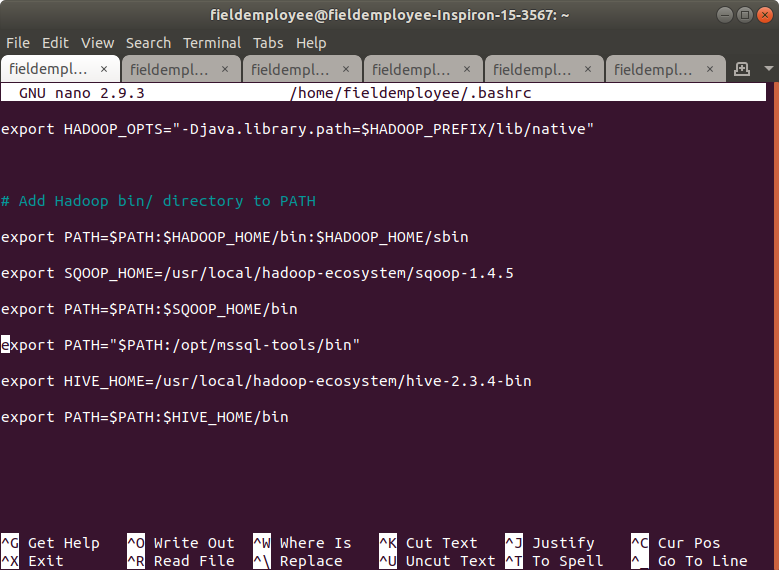 fieldemployee@fieldemployee-Inspiron-15-3567: ~
File Edit View Search Terminal Tabs Help
fieldempl… × fieldempl… × fieldempl… × fieldempl… × fieldempl… × fieldempl… ×
GNU nano 2.9.3 /home/fieldemployee/.bashrc
export HADOOP_OPTS="-Djava.library.path=$HADOOP_PREFIX/lib/native"
# Add Hadoop bin/ directory to PATH
export PATH=$PATH:$HADOOP_HOME/bin:$HADOOP_HOME/sbin
export SQOOP_HOME=/usr/local/hadoop-ecosystem/sqoop-1.4.5
export PATH=$PATH:$SQOOP_HOME/bin
export PATH="$PATH:/opt/mssql-tools/bin"
export HIVE_HOME=/usr/local/hadoop-ecosystem/hive-2.3.4-bin
export PATH=$PATH:$HIVE_HOME/bin
^G Get Help ^O Write Out ^W Where Is ^K Cut Text ^J Justify ^C Cur Pos
^X Exit ^R Read File ^\ Replace ^U Uncut Text ^T To Spell ^_ Go To Line